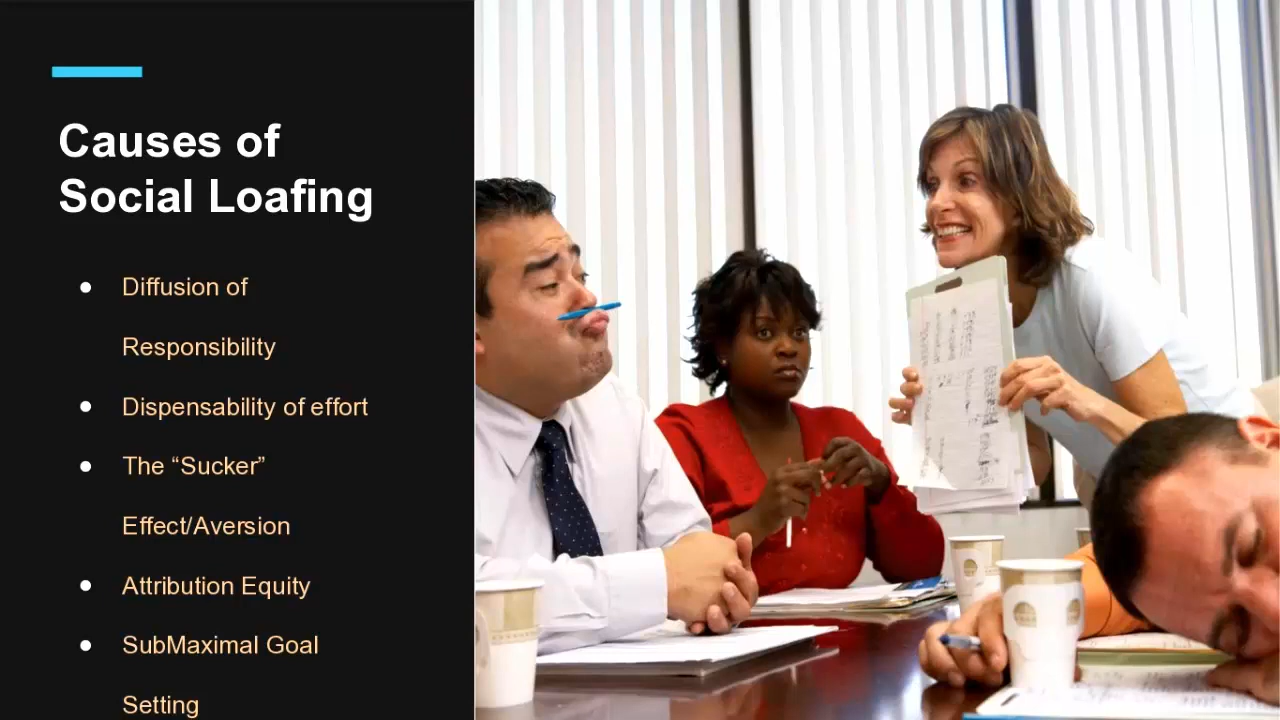 Causes of
Social Loafing
Diffusion of
Responsibility
Dispensability of effort
The “Sucker”
Effect/Aversion
Attribution Equity
SubMaximal Goal
Setting